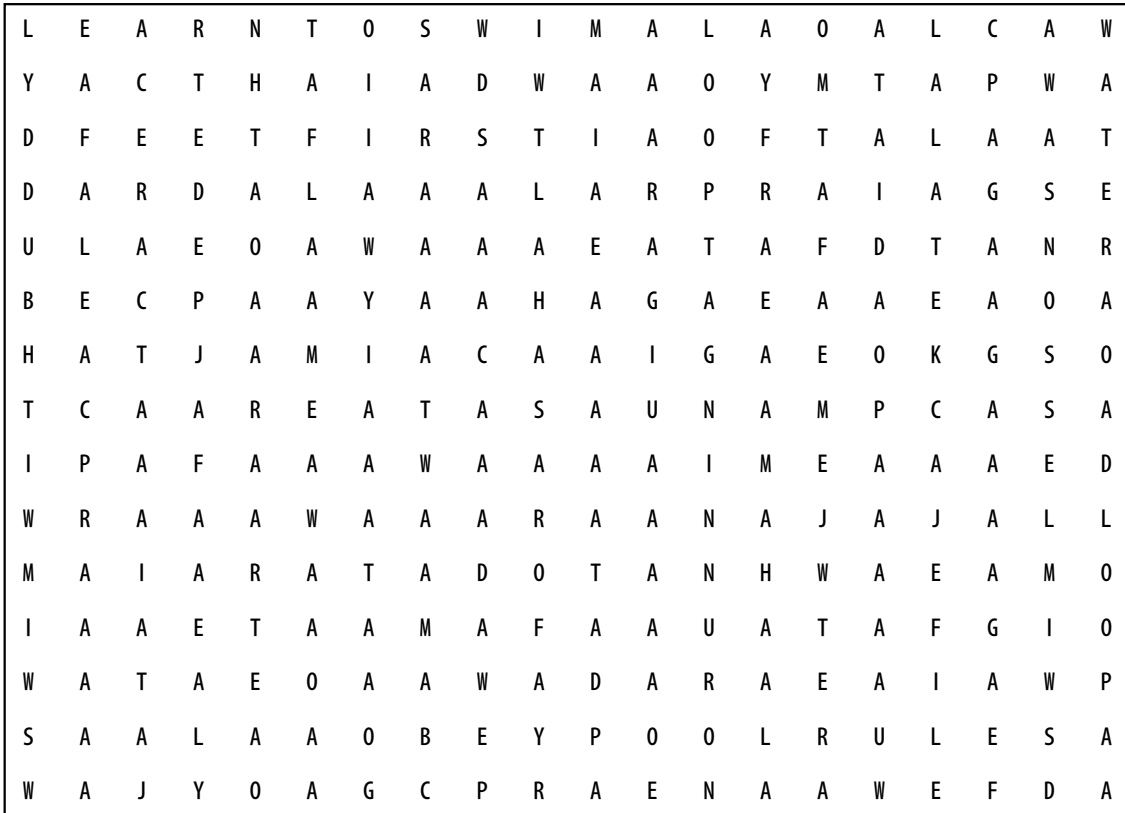 L E A R N T O S W I M A L A O A L C A W
Y A C T H A I A D W A A O Y M T A P W A
D F E E T F I R S T I A O F T A L A A T
D A R D A L A A A L A R P R A I A G S E
U L A E O A W A A A E A T A F D T A N R
B E C P A A Y A A H A G A E A A E A O A
H A T J A M I A C A A I G A E O K G S O
T C A A R E A T A S A U N A M P C A S A
I P A F A A A W A A A A I M E A A A E D
W R A A A W A A A R A A N A J A J A L L
M A I A R A T A D O T A N H W A E A M O
I A A E T A A M A F A A U A T A F G I O
W A T A E O A A W A D A R A E A I A W P
S A A L A A O B E Y P O O L R U L E S A
W A J Y O A G C P R A E N A A W E F D A